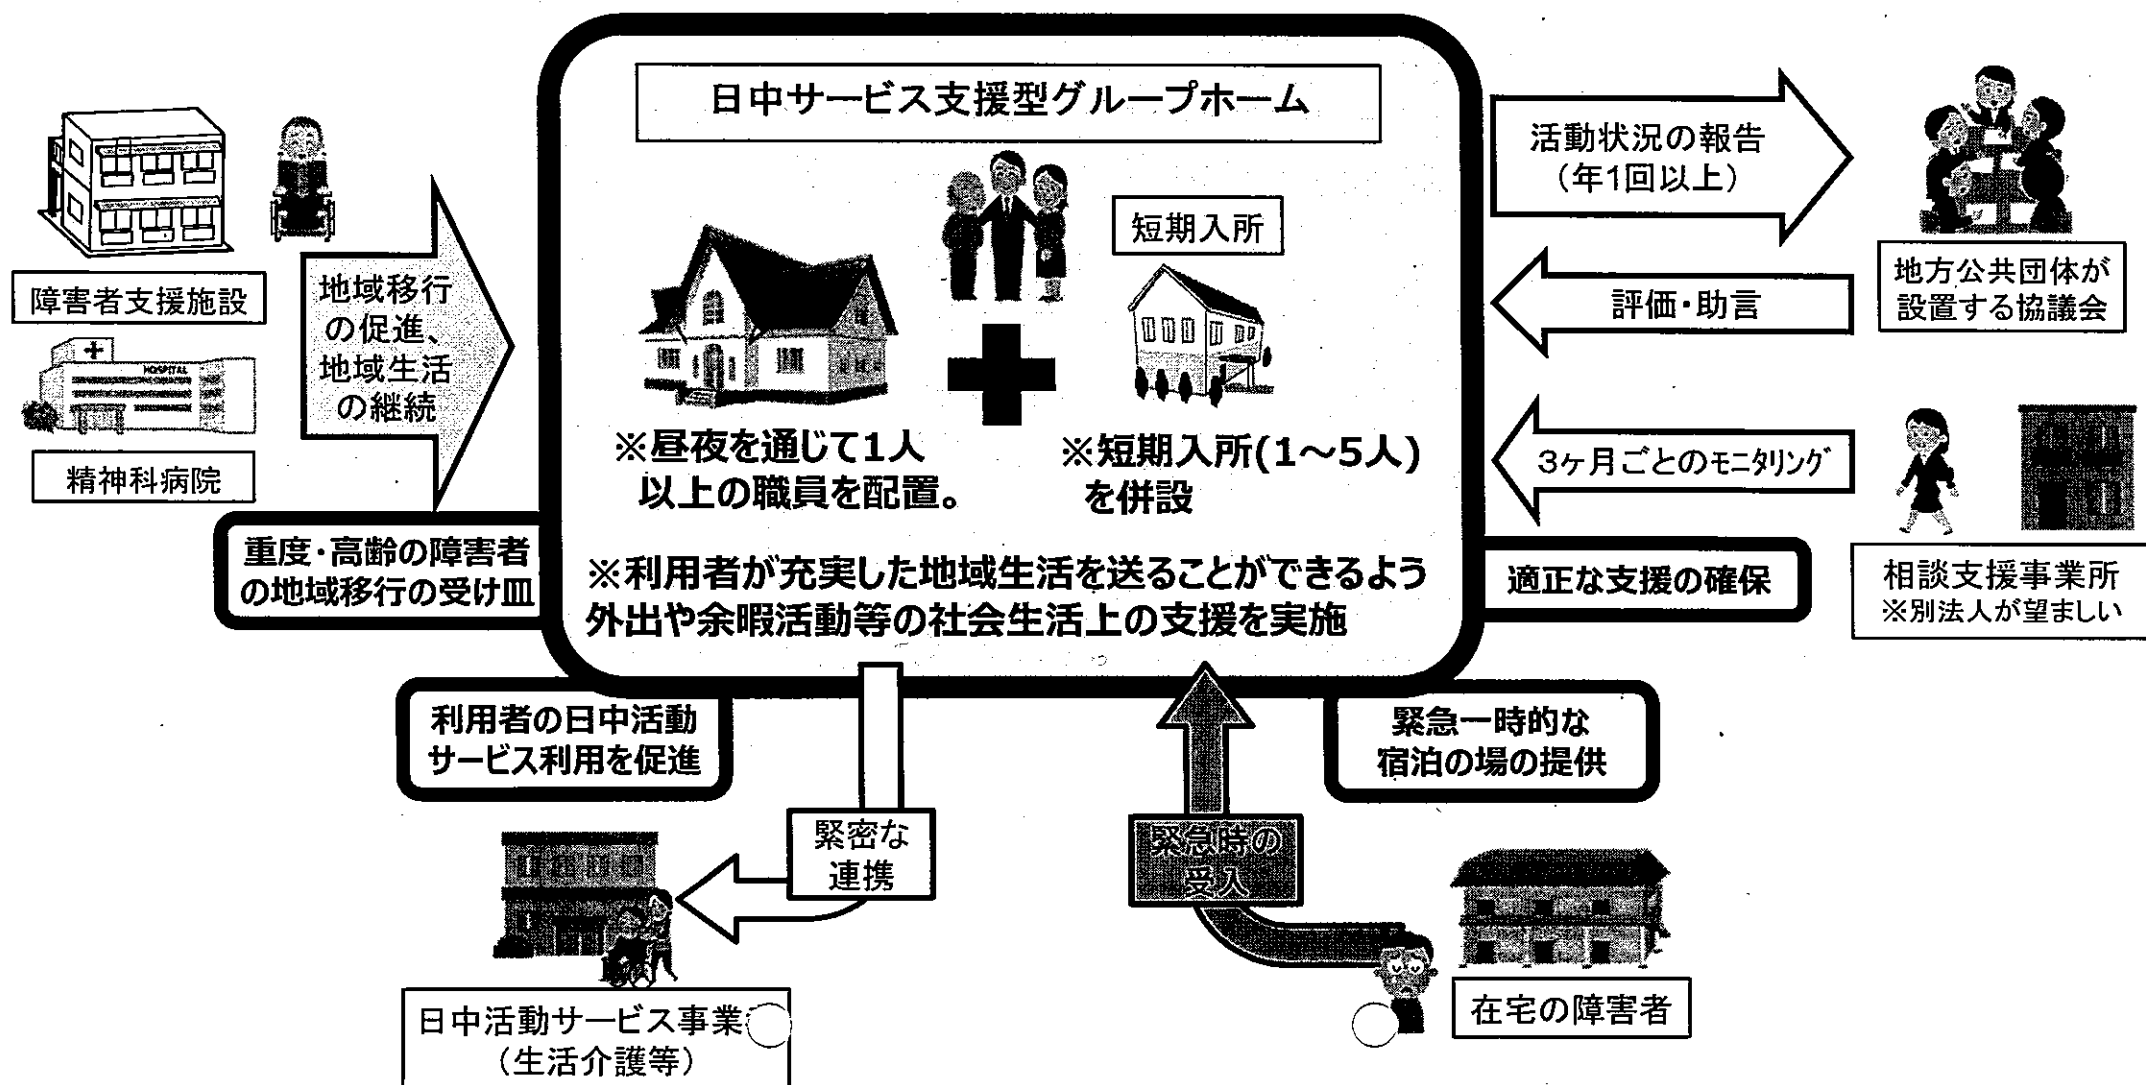 日中サービス支援型グループホーム
障害者支援施設
HOSPITAL
精神科病院
地域移行
の促進、
地域生活
の継続
重度・高齢の障害者
の地域移行の受け皿
短期入所
※昼夜を通じて1人
以上の職員を配置。
※短期入所(1～5人)
を併設
※利用者が充実した地域生活を送ることができるよう
外出や余暇活動等の社会生活上の支援を実施
活動状況の報告
（年1回以上）
評価・助言
地方公共団体が
設置する協議会
3ヶ月ごとのモニタリング
適正な支援の確保
相談支援事業所
※別法人が望ましい
利用者の日中活動
サービス利用を促進
緊急一時的な
宿泊の場の提供
緊密な
連携
緊急時の
受入
日中活動サービス事業
（生活介護等）
在宅の障害者